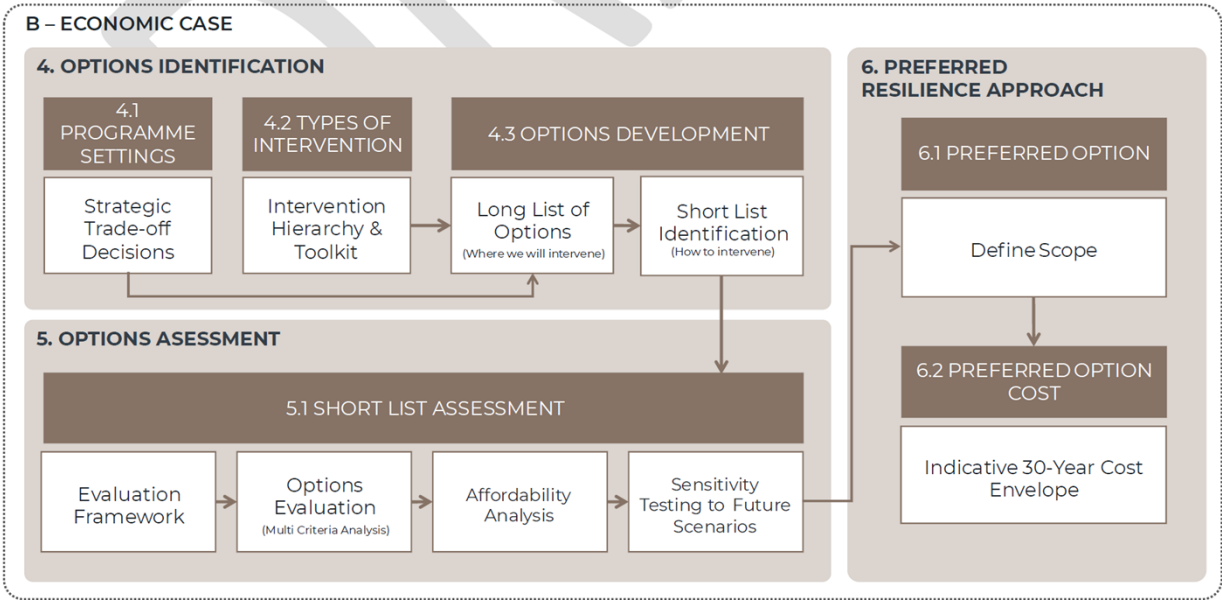 B – ECONOMIC CASE
4. OPTIONS IDENTIFICATION
4.1
PROGRAMME
SETTINGS
Strategic
Trade-off
Decisions
4.2 TYPES OF
INTERVENTION
Intervention
Hierarchy &
Toolkit
4.3 OPTIONS DEVELOPMENT
Long List of
Options
(Where we will intervene)
Short List
Identification
(How to intervene)
5. OPTIONS ASESSMENT
5.1 SHORT LIST ASSESSMENT
Evaluation
Framework
Options
Evaluation
(Multi Criteria Analysis)
Affordability
Analysis
Sensitivity
Testing to Future
Scenarios
6. PREFERRED
RESILIENCE APPROACH
6.1 PREFERRED OPTION
Define Scope
6.2 PREFERRED OPTION
COST
Indicative 30-Year Cost
Envelope